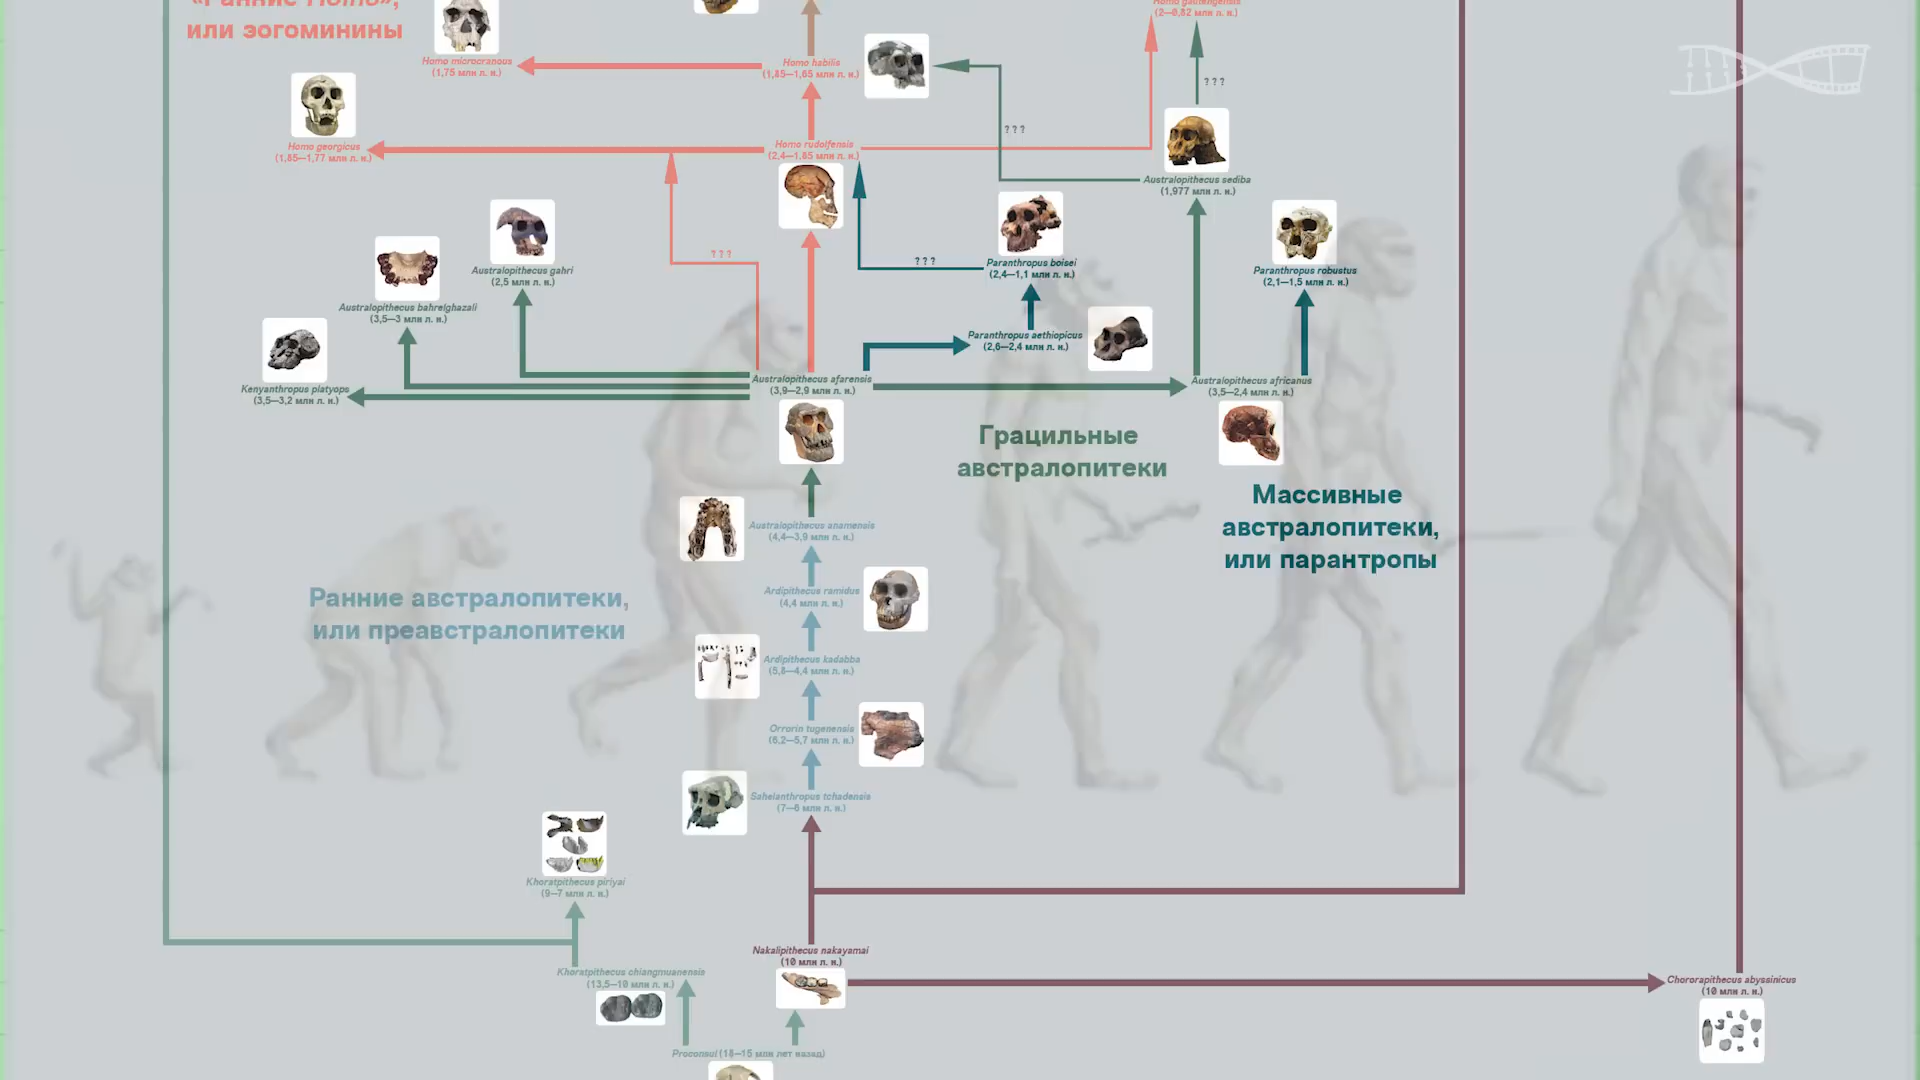 «Ранние Homo»,
или эогоминины
Homo gautengensis
(2—0,82 млн л. н.)
Homo microcranous
(1,75 млн л. н.)
Homo habilis
(1,85—1,65 млн л. н.)
???
???
Homo georgicus
(1,85—1,77 млн л. н.)
Homo rudolfensis
(2,4—1,85 млн л. н.)
Australopithecus sediba
(1,977 млн л. н.)
???
???
Australopithecus gahri
(2,5 млн л. н.)
Paranthropus boisei
(2,4—1,1 млн л. н.)
Paranthropus robustus
(2,1—1,5 млн л. н.)
Australopithecus bahrelghazali
(3,5—3 млн л. н.)
Paranthropus aethiopicus
(2,6—2,4 млн л. н.)
Kenyanthropus platyops
(3,5—3,2 млн л. н.)
Australopithecus afarensis
(3,9—2,9 млн л. н.)
Australopithecus africanus
(3,5—2,4 млн л. н.)
Грацильные
австралопитеки
Массивные
австралопитеки,
или парантропы
Australopithecus anamensis
(4,4—3,9 млн л. н.)
Ранние австралопитеки,
или преавстралопитеки
Ardipithecus ramidus
(4,4 млн л. н.)
Ardipithecus kadabba
(5,8—4,4 млн л. н.)
Orrorin tugenensis
(6,2—5,7 млн л. н.)
Sahelanthropus tchadensis
(7—6 млн л. н.)
Khoratpithecus piriyai
(9—7 млн л. н.)
Nakalipithecus nakayamai
(10 млн л. н.)
Khoratpithecus chiangmuanensis
(13,5—10 млн л. н.)
Chororapithecus abyssinicus
(10 млн л. н.)
Proconsul (18—15 млн лет назад)